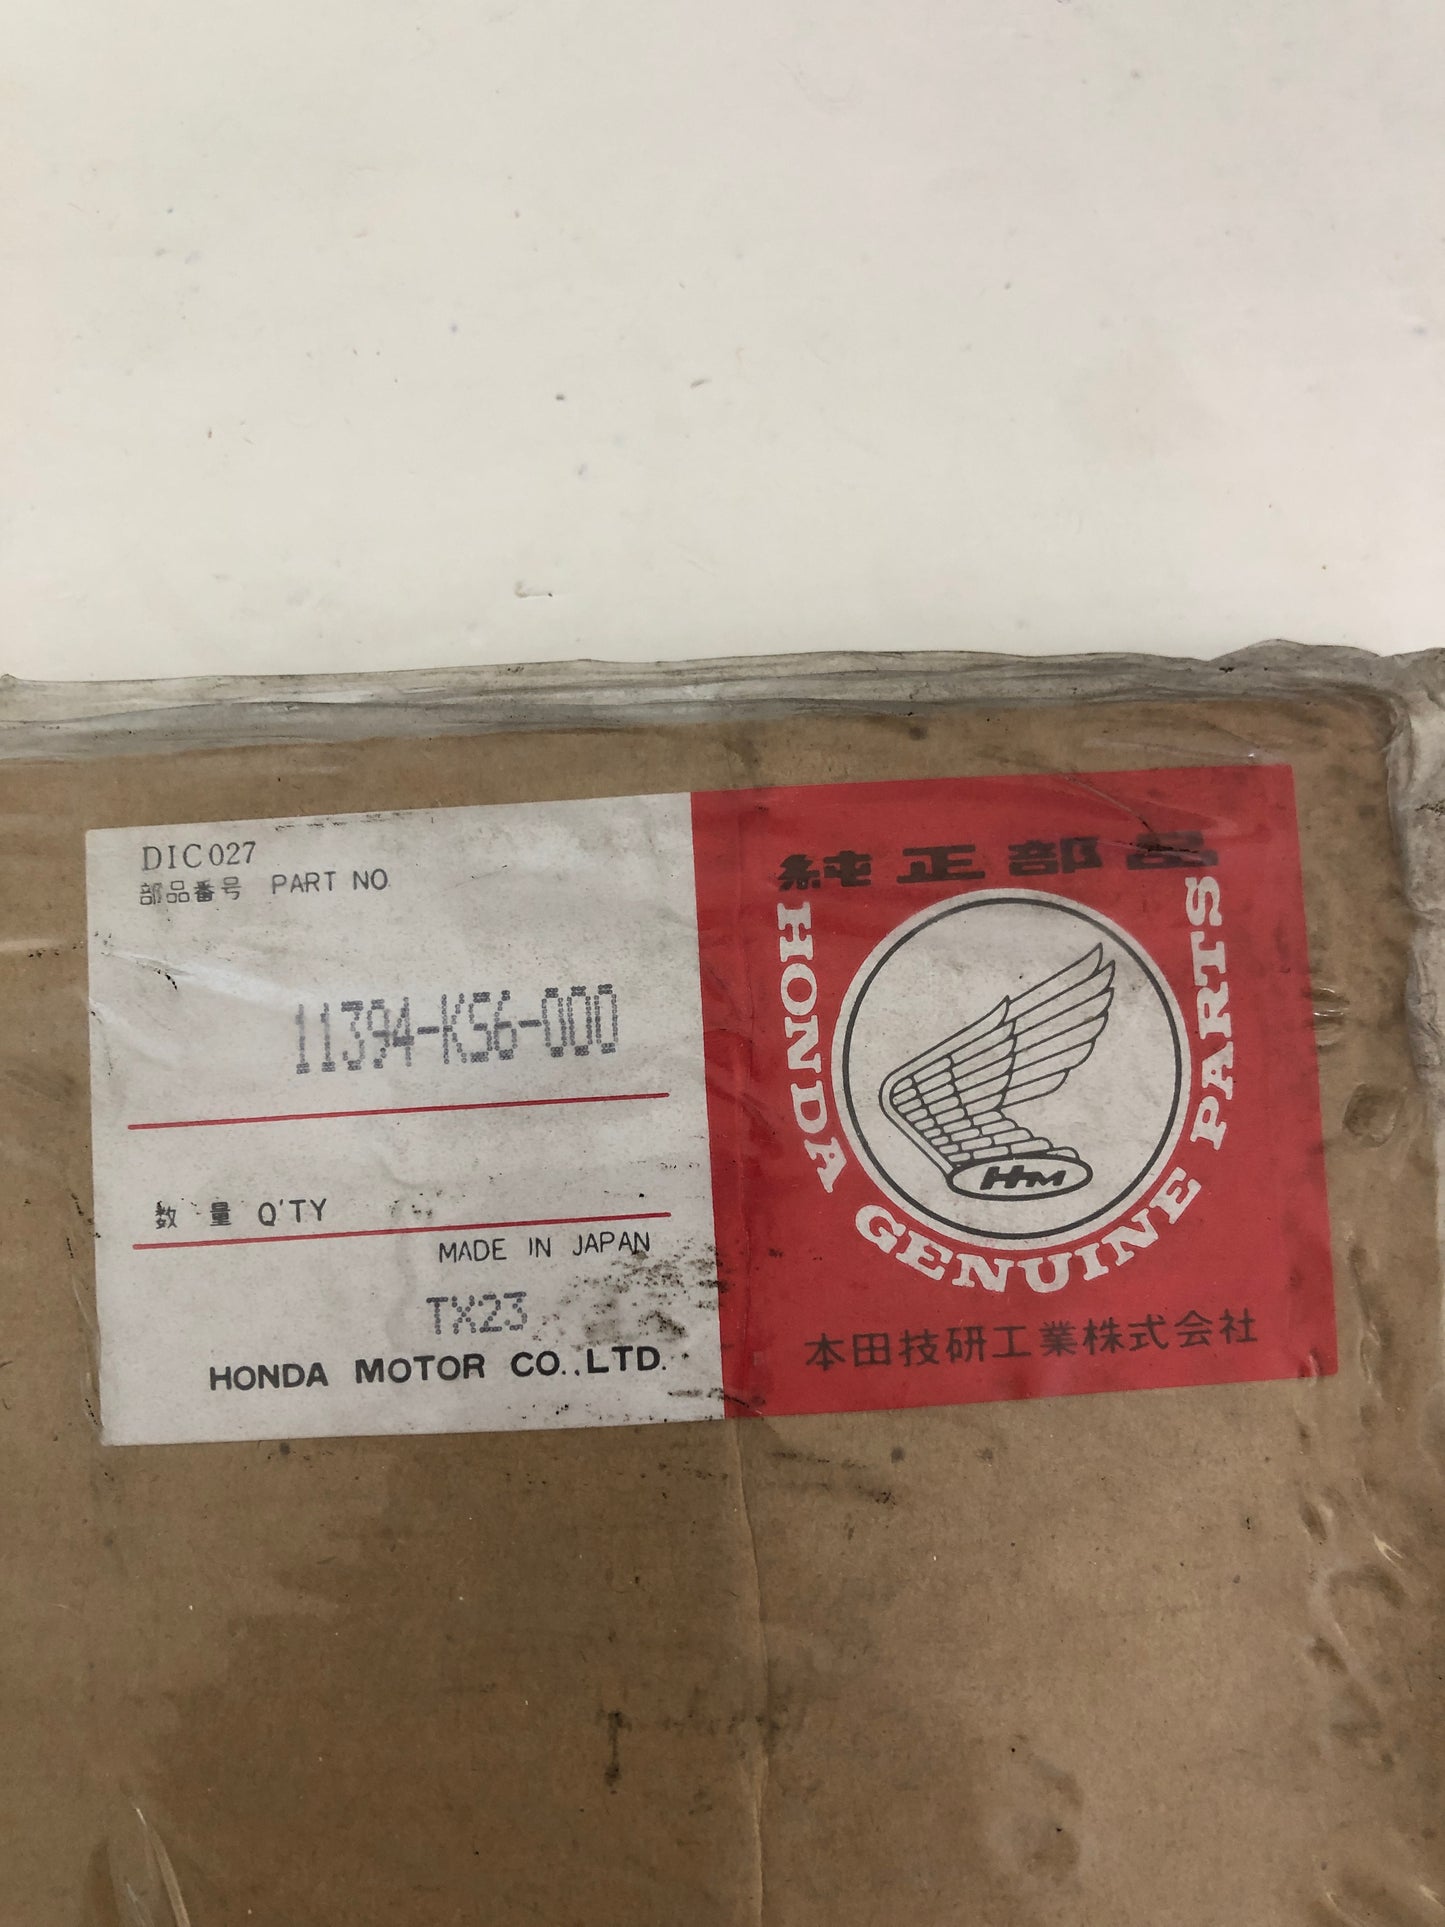 DIC027
部品番号 PART NO.
11394-KS6-000
数 量 Q'TY
MADE IN JAPAN
TX23
HONDA MOTOR CO.,LTD.
純正部品
HONDA GENUINE PARTS
HM
本田技研工業株式会社